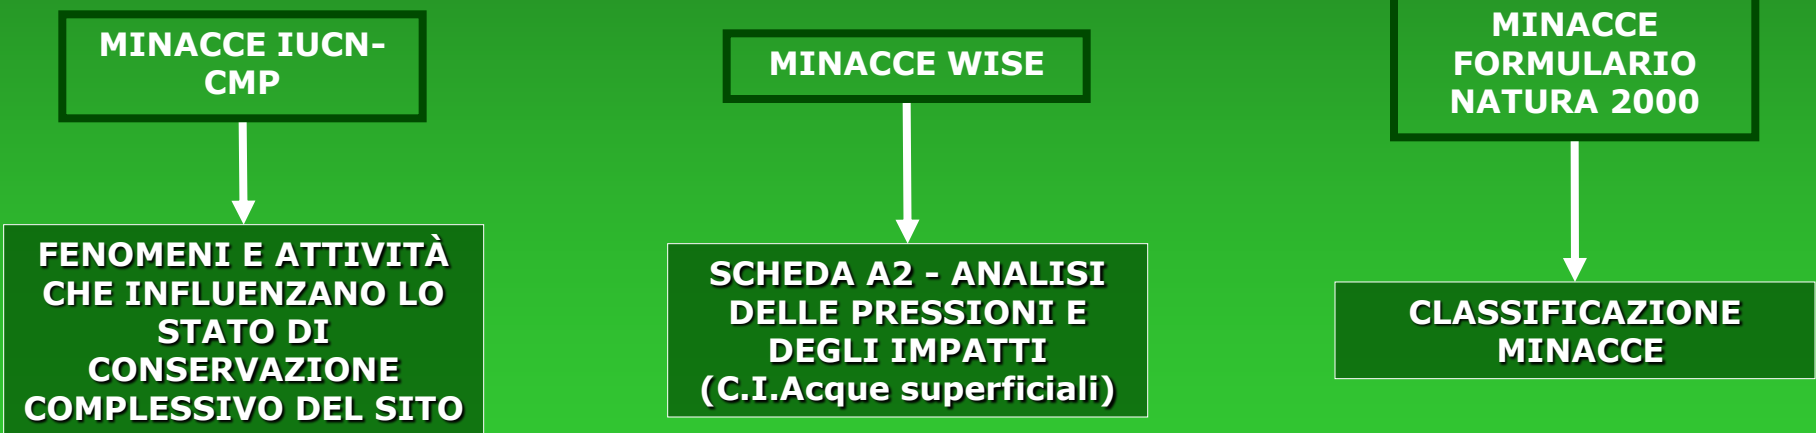 MINACCE IUCN-
CMP
MINACCE WISE
MINACCE
FORMULARIO
NATURA 2000
FENOMENI E ATTIVITÀ
CHE INFLUENZANO LO
STATO DI
CONSERVAZIONE
COMPLESSIVO DEL SITO
SCHEDA A2 – ANALISI
DELLE PRESSIONI E
DEGLI IMPATTI
(C.I.Acque superficiali)
CLASSIFICAZIONE
MINACCE